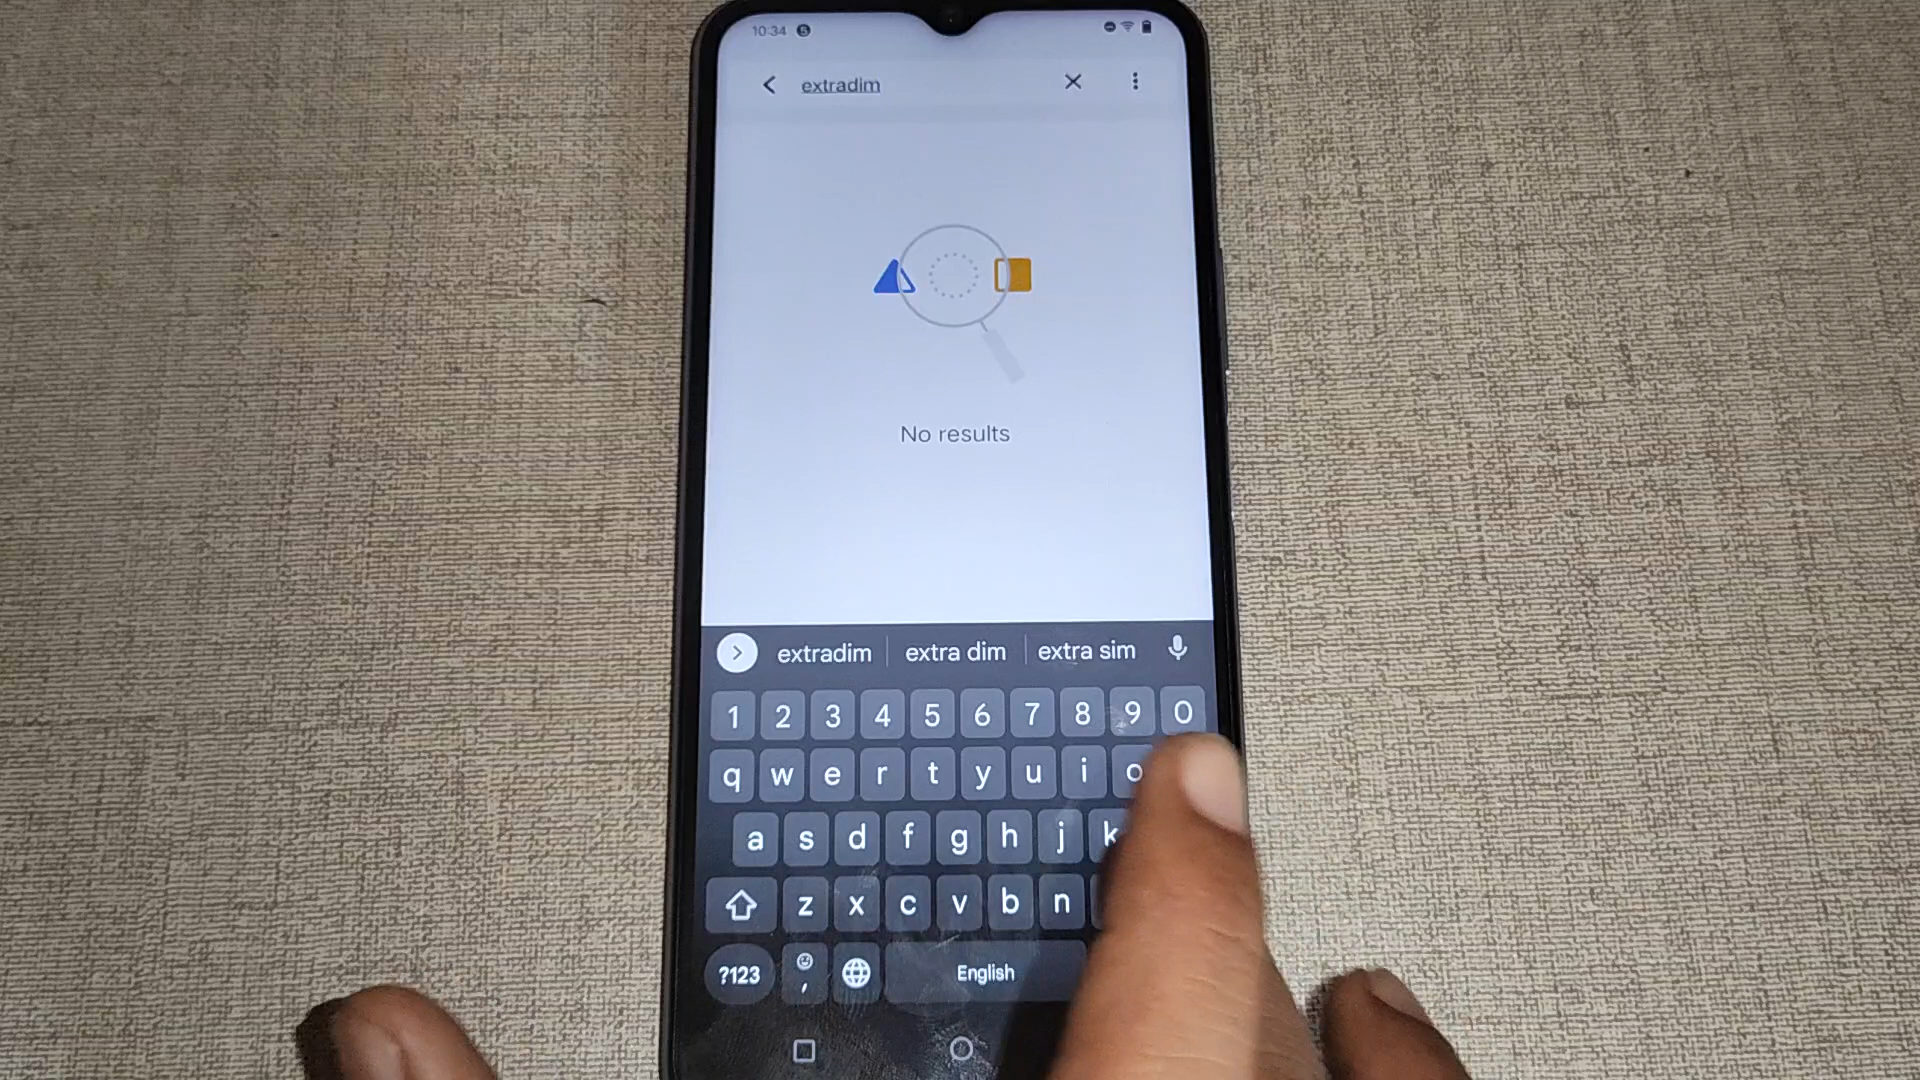 10:34
extradim
No results
extradim extra dim extra sim
1 2 3 4 5 6 7 8 9 0
q w e r t y u i o
a s d f g h j k
z x c v b n
?123 , English